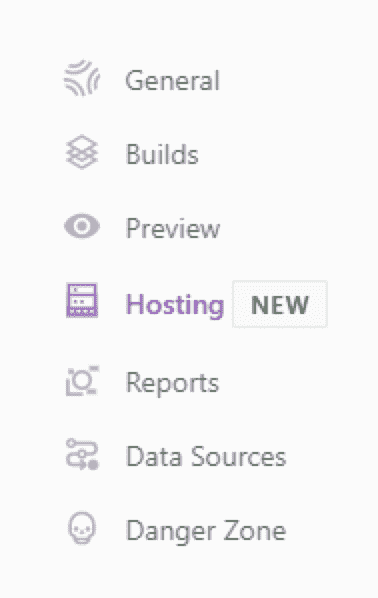 General
Builds
Preview
Hosting NEW
Reports
Data Sources
Danger Zone